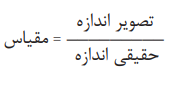 تصویر اندازه
مقیاس = 
حقیقی اندازه